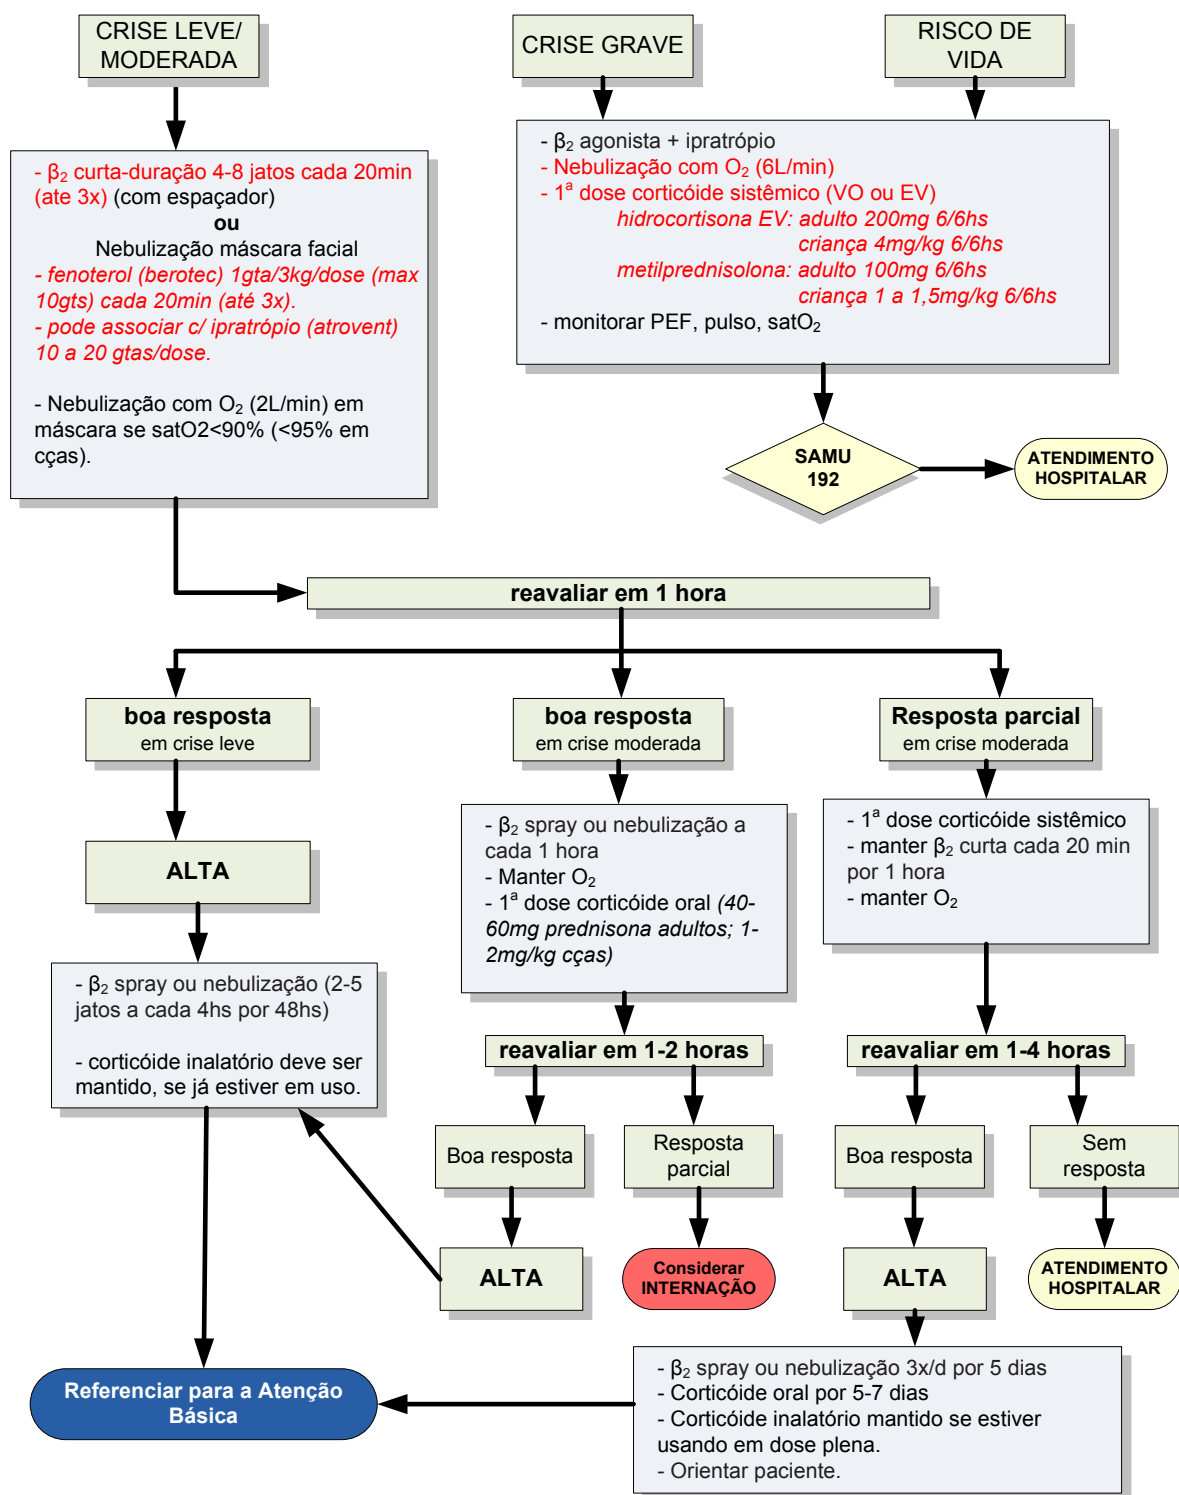 CRISE LEVE/
MODERADA
CRISE GRAVE
RISCO DE
VIDA
- β₂ curta-duração 4-8 jatos cada 20min
(ate 3x) (com espaçador)
ou
Nebulização máscara facial
- fenoterol (berotec) 1gta/3kg/dose (max
10gts) cada 20min (até 3x).
- pode associar c/ ipratrópio (atrovent)
10 a 20 gtas/dose.
- Nebulização com O₂ (2L/min) em
máscara se satO2<90% (<95% em
cças).
- β₂ agonista + ipratrópio
- Nebulização com O₂ (6L/min)
- 1ª dose corticóide sistêmico (VO ou EV)
hidrocortisona EV: adulto 200mg 6/6hs
criança 4mg/kg 6/6hs
metilprednisolona: adulto 100mg 6/6hs
criança 1 a 1,5mg/kg 6/6hs
- monitorar PEF, pulso, satO₂
SAMU
192
ATENDIMENTO
HOSPITALAR
reavaliar em 1 hora
boa resposta
em crise leve
boa resposta
em crise moderada
Resposta parcial
em crise moderada
ALTA
- β₂ spray ou nebulização a
cada 1 hora
- Manter O₂
- 1ª dose corticóide oral (40-
60mg prednisona adultos; 1-
2mg/kg cças)
- 1ª dose corticóide sistêmico
- manter β₂ curta cada 20 min
por 1 hora
- manter O₂
- β₂ spray ou nebulização (2-5
jatos a cada 4hs por 48hs)
- corticóide inalatório deve ser
mantido, se já estiver em uso.
reavaliar em 1-2 horas
reavaliar em 1-4 horas
Boa resposta
Resposta
parcial
Boa resposta
Sem
resposta
ALTA
Considerar
INTERNAÇÃO
ALTA
ATENDIMENTO
HOSPITALAR
Referenciar para a Atenção
Básica
- β₂ spray ou nebulização 3x/d por 5 dias
- Corticóide oral por 5-7 dias
- Corticóide inalatório mantido se estiver
usando em dose plena.
- Orientar paciente.